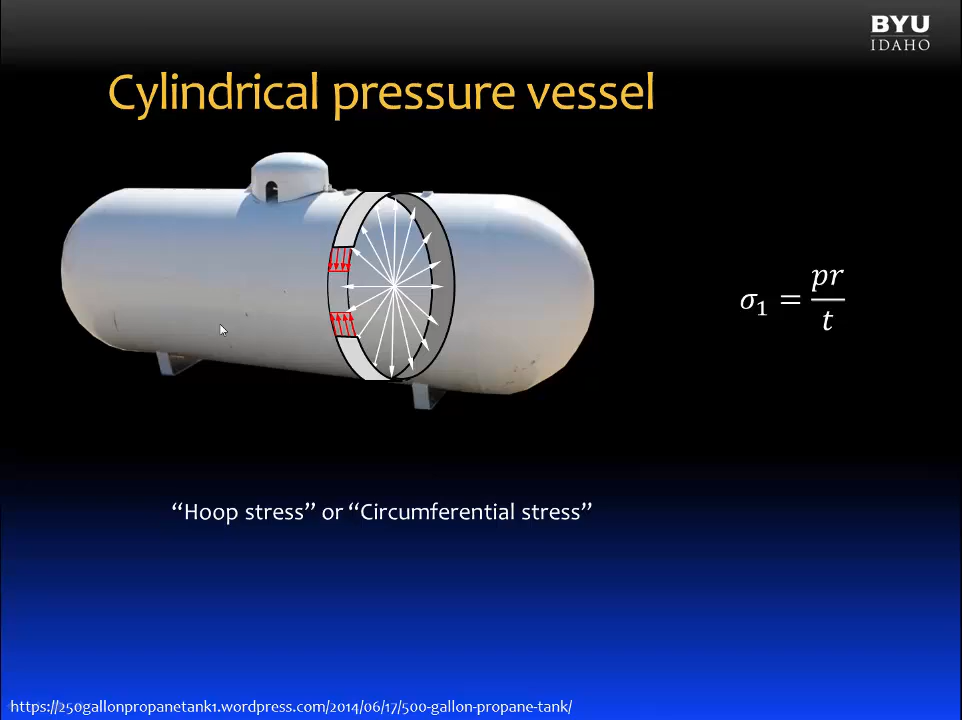 BYU
IDAHO
Cylindrical pressure vessel
σ₁ = pr/t
“Hoop stress” or “Circumferential stress”
https://250gallonpropanetank1.wordpress.com/2014/06/17/500-gallon-propane-tank/